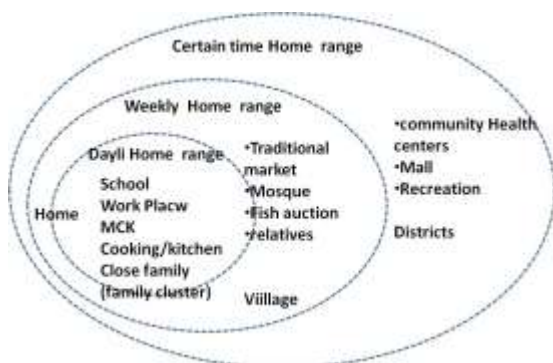 Certain time Home range
Weekly Home range
Dayli Home range
School
Work Placw
MCK
Cooking/kitchen
Close family
(family cluster)
Home
•Traditional
market
•Mosque
•Fish auction
•relatives
Viillage
•community Health
centers
•Mall
•Recreation
Districts